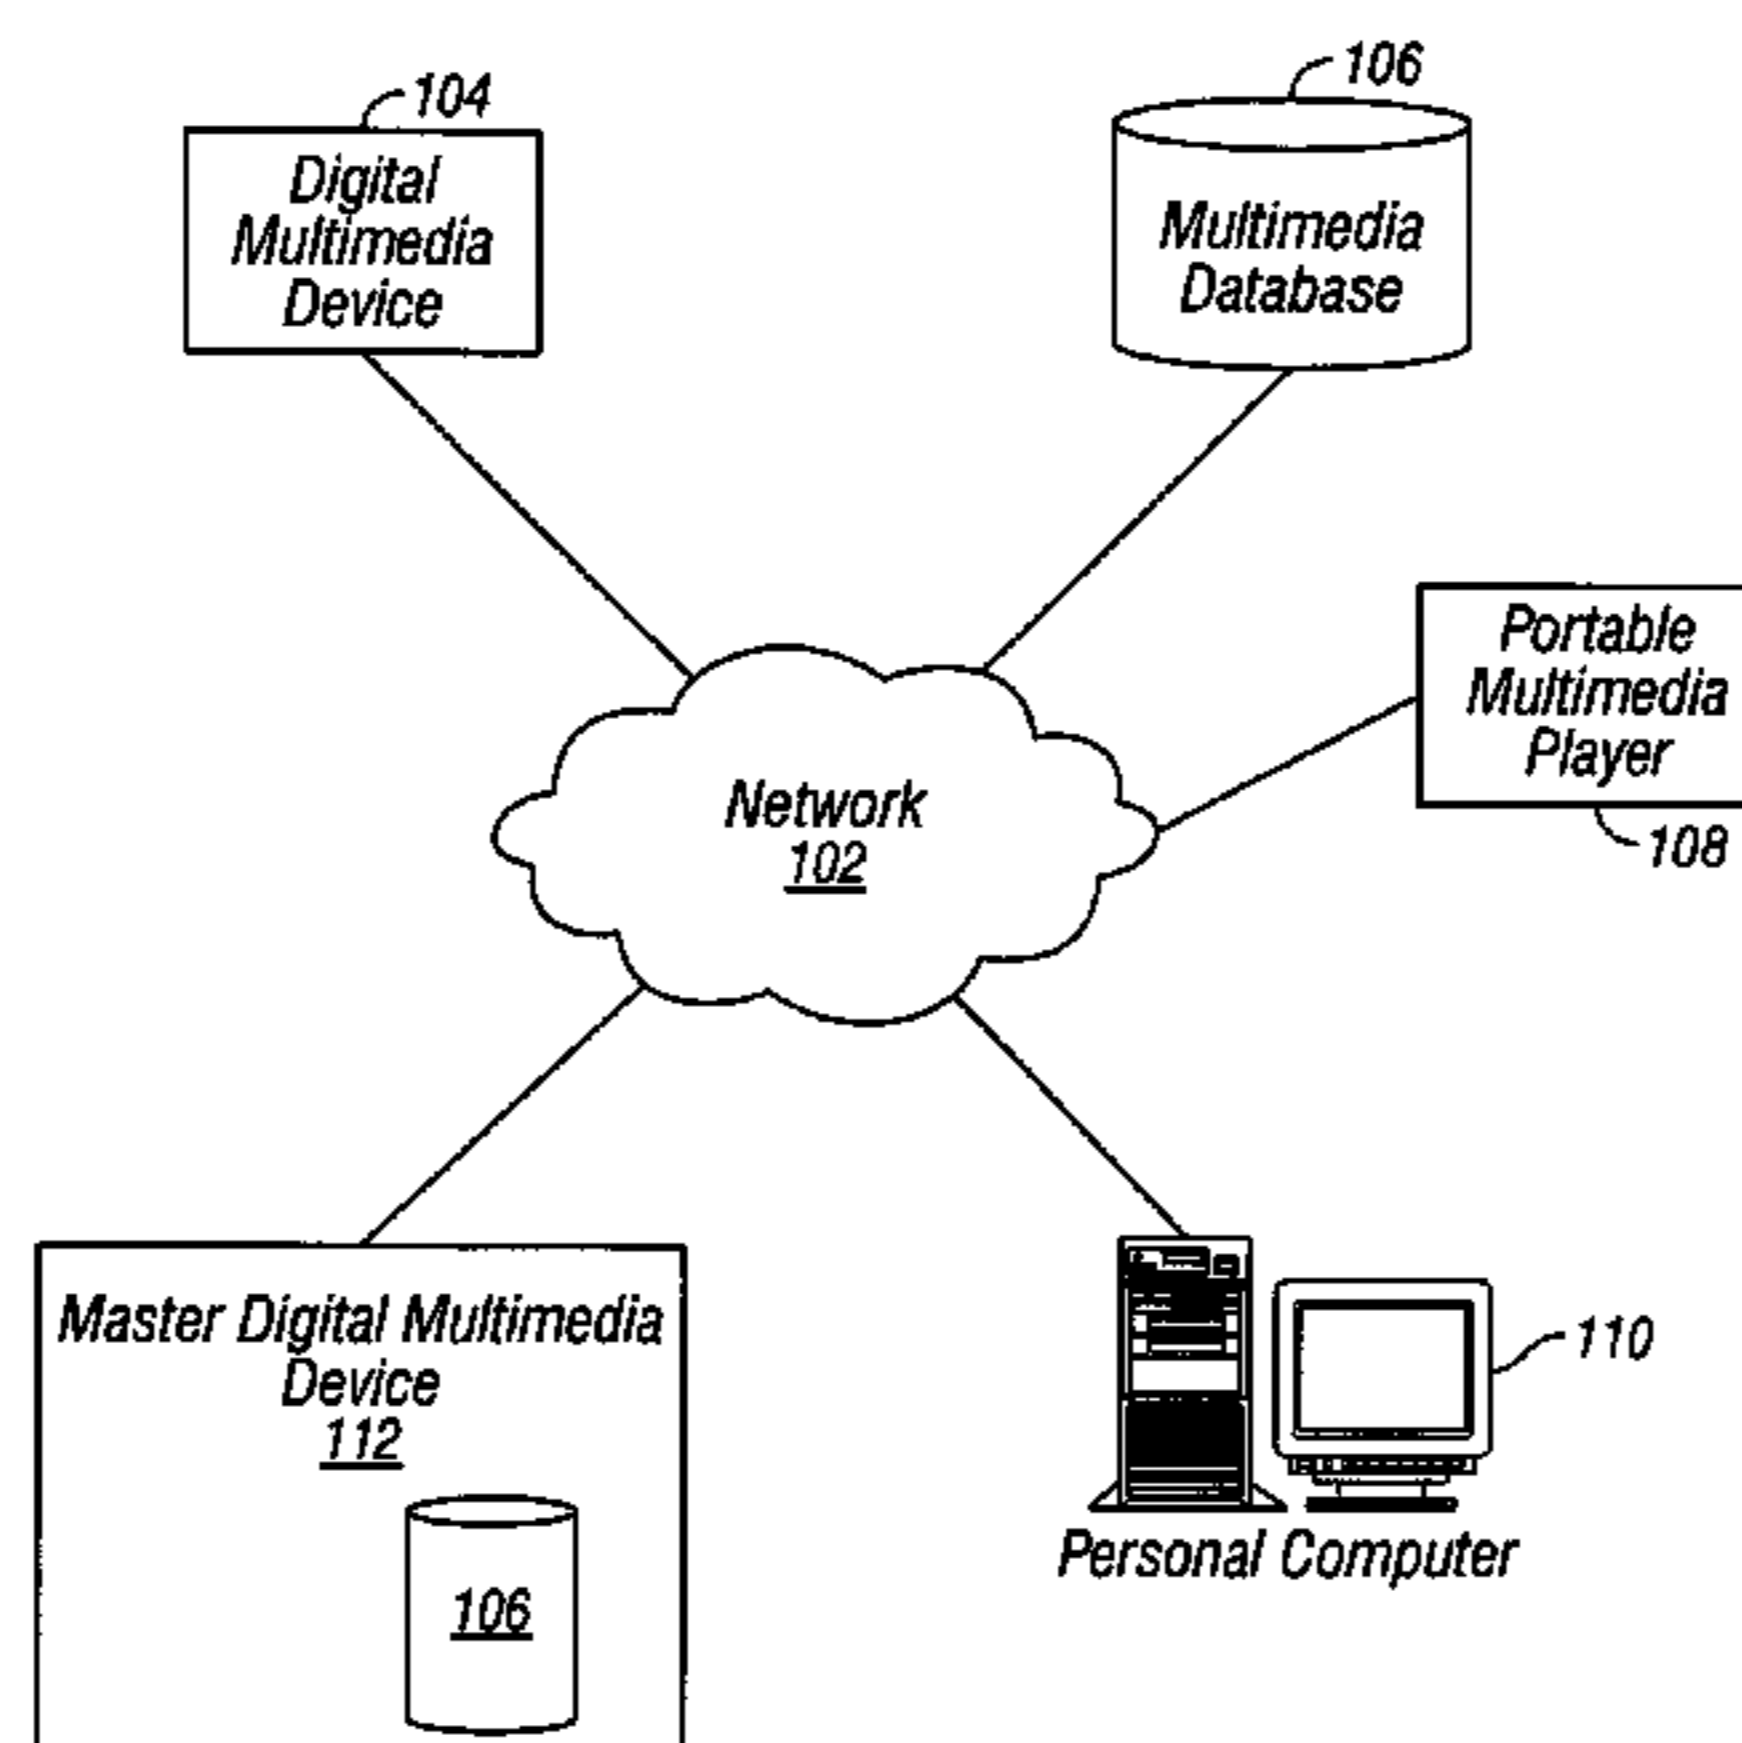 104
Digital
Multimedia
Device
106
Multimedia
Database
Portable
Multimedia
Player
108
Network
102
Master Digital Multimedia
Device
112
106
110
Personal Computer